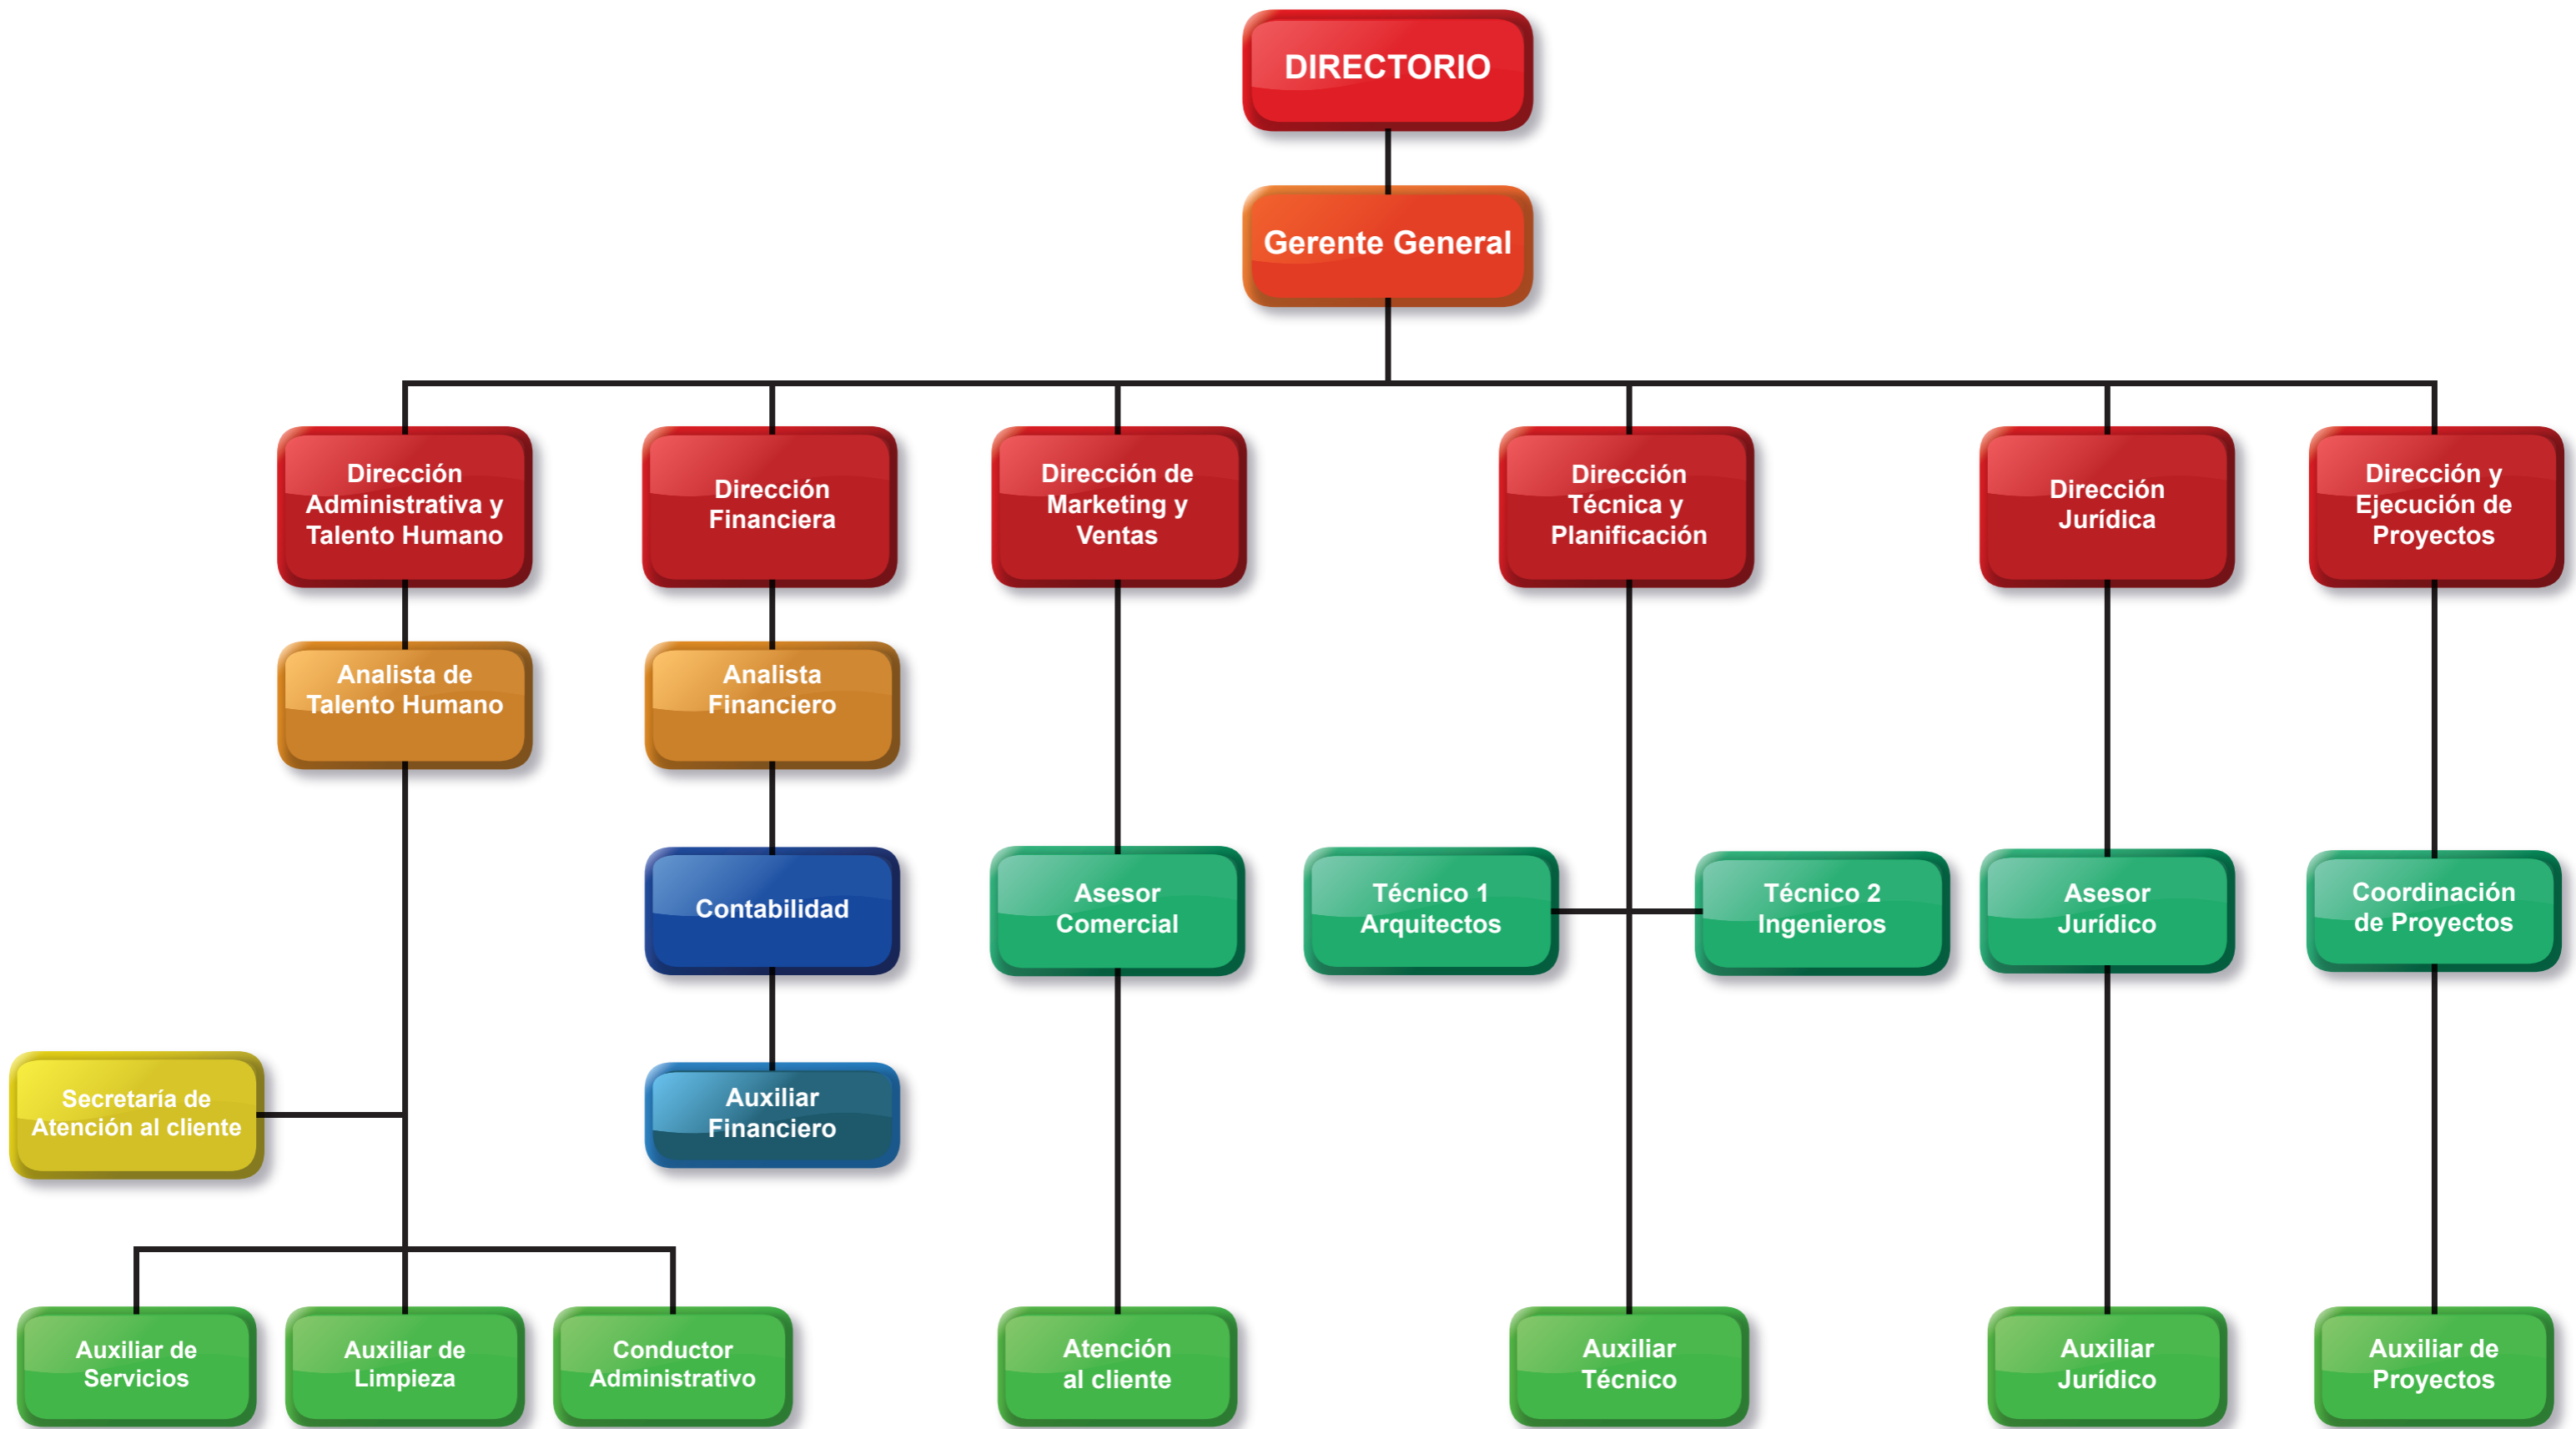 DIRECTORIO
Gerente General
Dirección
Administrativa y
Talento Humano
Dirección
Financiera
Dirección de
Marketing y
Ventas
Dirección
Técnica y
Planificación
Dirección
Jurídica
Dirección y
Ejecución de
Proyectos
Analista de
Talento Humano
Analista
Financiero
Contabilidad
Asesor
Comercial
Técnico 1
Arquitectos
Técnico 2
Ingenieros
Asesor
Jurídico
Coordinación
de Proyectos
Secretaría de
Atención al cliente
Auxiliar
Financiero
Auxiliar de
Servicios
Auxiliar de
Limpieza
Conductor
Administrativo
Atención
al cliente
Auxiliar
Técnico
Auxiliar
Jurídico
Auxiliar de
Proyectos